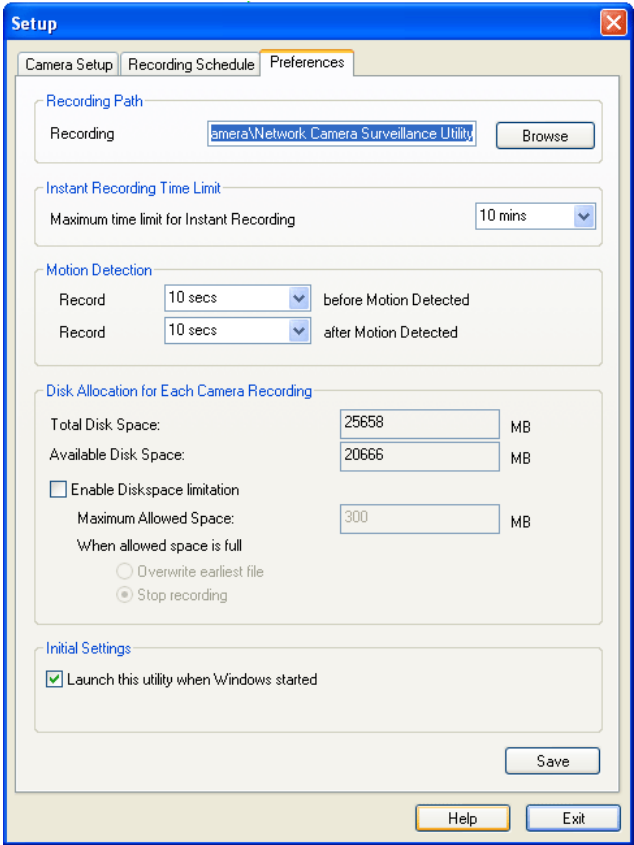 Setup
Camera Setup Recording Schedule Preferences
Recording Path
Recording amera\Network Camera Surveillance Utility Browse
Instant Recording Time Limit
Maximum time limit for Instant Recording 10 mins
Motion Detection
Record 10 secs before Motion Detected
Record 10 secs after Motion Detected
Disk Allocation for Each Camera Recording
Total Disk Space: 25658 MB
Available Disk Space: 20666 MB
Enable Diskspace limitation
Maximum Allowed Space: 300 MB
When allowed space is full
Overwrite earliest file
Stop recording
Initial Settings
Launch this utility when Windows started
Save
Help Exit